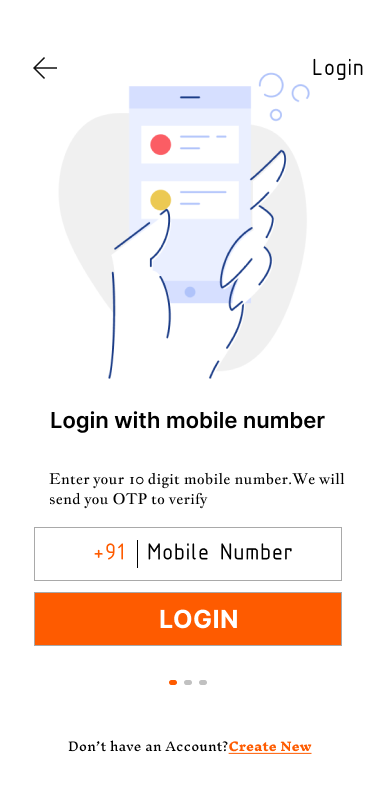 Login
Login with mobile number
Enter your 10 digit mobile number.We will
send you OTP to verify
+91 | Mobile Number
LOGIN
Don't have an Account?Create New